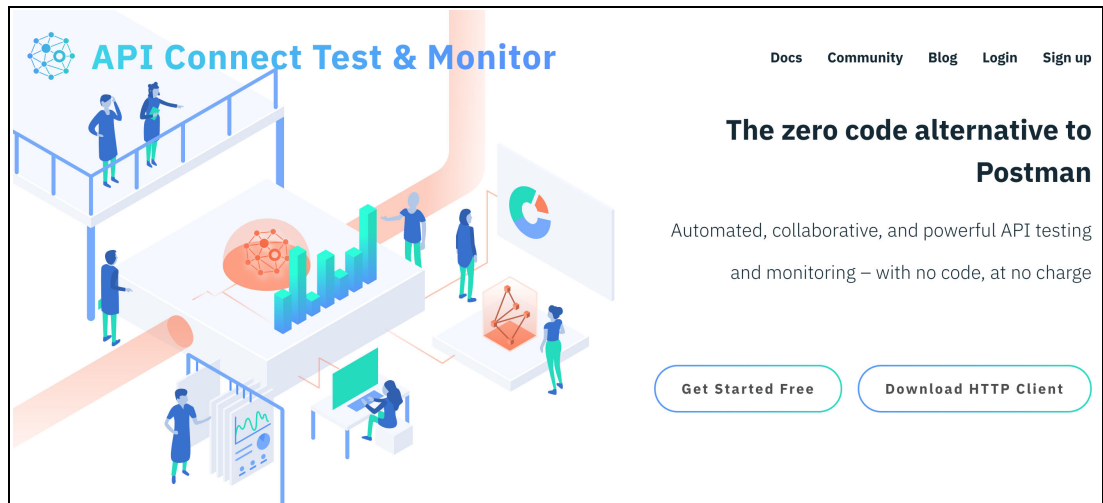 API Connect Test & Monitor
Docs Community Blog Login Sign up
The zero code alternative to
Postman
Automated, collaborative, and powerful API testing
and monitoring – with no code, at no charge
Get Started Free Download HTTP Client